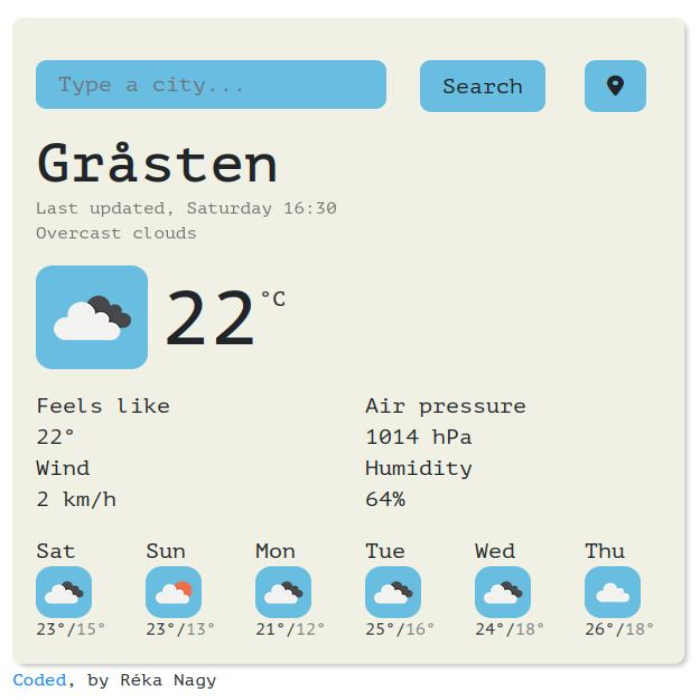 Type a city...
Search
Gråsten
Last updated, Saturday 16:30
Overcast clouds
22 °C
Feels like
22°
Wind
2 km/h
Air pressure
1014 hPa
Humidity
64%
Sat Sun Mon Tue Wed Thu
23°/15° 23°/13° 21°/12° 25°/16° 24°/18° 26°/18°
Coded, by Réka Nagy